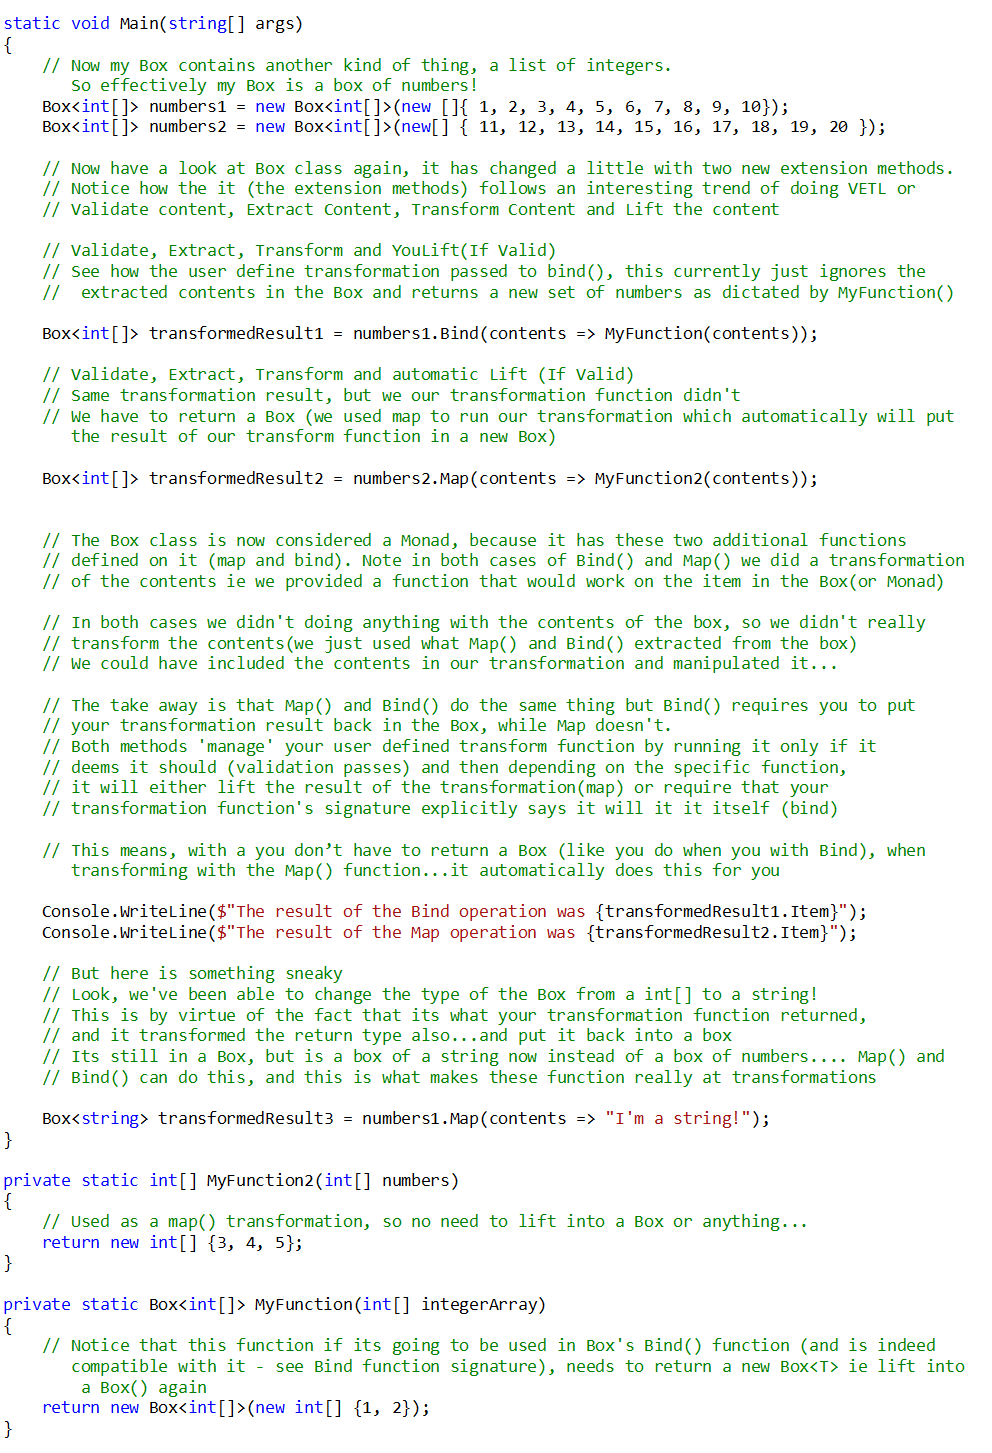 static void Main(string[] args)
{
// Now my Box contains another kind of thing, a list of integers.
So effectively my Box is a box of numbers!
Box<int[]> numbers1 = new Box<int[]>(new []{ 1, 2, 3, 4, 5, 6, 7, 8, 9, 10});
Box<int[]> numbers2 = new Box<int[]>(new[] { 11, 12, 13, 14, 15, 16, 17, 18, 19, 20 });
// Now have a look at Box class again, it has changed a little with two new extension methods.
// Notice how the it (the extension methods) follows an interesting trend of doing VETL or
// Validate content, Extract Content, Transform Content and Lift the content
// Validate, Extract, Transform and YouLift(If Valid)
// See how the user define transformation passed to bind(), this currently just ignores the
//  extracted contents in the Box and returns a new set of numbers as dictated by MyFunction()
Box<int[]> transformedResult1 = numbers1.Bind(contents => MyFunction(contents));
// Validate, Extract, Transform and automatic Lift (If Valid)
// Same transformation result, but we our transformation function didn't
// We have to return a Box (we used map to run our transformation which automatically will put
the result of our transform function in a new Box)
Box<int[]> transformedResult2 = numbers2.Map(contents => MyFunction2(contents));
// The Box class is now considered a Monad, because it has these two additional functions
// defined on it (map and bind). Note in both cases of Bind() and Map() we did a transformation
// of the contents ie we provided a function that would work on the item in the Box(or Monad)
// In both cases we didn't doing anything with the contents of the box, so we didn't really
// transform the contents(we just used what Map() and Bind() extracted from the box)
// We could have included the contents in our transformation and manipulated it...
// The take away is that Map() and Bind() do the same thing but Bind() requires you to put
// your transformation result back in the Box, while Map doesn't.
// Both methods 'manage' your user defined transform function by running it only if it
// deems it should (validation passes) and then depending on the specific function,
// it will either lift the result of the transformation(map) or require that your
// transformation function's signature explicitly says it will it it itself (bind)
// This means, with a you don’t have to return a Box (like you do when you with Bind), when
transforming with the Map() function...it automatically does this for you
Console.WriteLine($"The result of the Bind operation was {transformedResult1.Item}");
Console.WriteLine($"The result of the Map operation was {transformedResult2.Item}");
// But here is something sneaky
// Look, we've been able to change the type of the Box from a int[] to a string!
// This is by virtue of the fact that its what your transformation function returned,
// and it transformed the return type also...and put it back into a box
// Its still in a Box, but is a box of a string now instead of a box of numbers.... Map() and
// Bind() can do this, and this is what makes these function really at transformations
Box<string> transformedResult3 = numbers1.Map(contents => "I'm a string!");
}
private static int[] MyFunction2(int[] numbers)
{
// Used as a map() transformation, so no need to lift into a Box or anything...
return new int[] {3, 4, 5};
}
private static Box<int[]> MyFunction(int[] integerArray)
{
// Notice that this function if its going to be used in Box's Bind() function (and is indeed
compatible with it - see Bind function signature), needs to return a new Box<T> ie lift into
a Box() again
return new Box<int[]>(new int[] {1, 2});
}